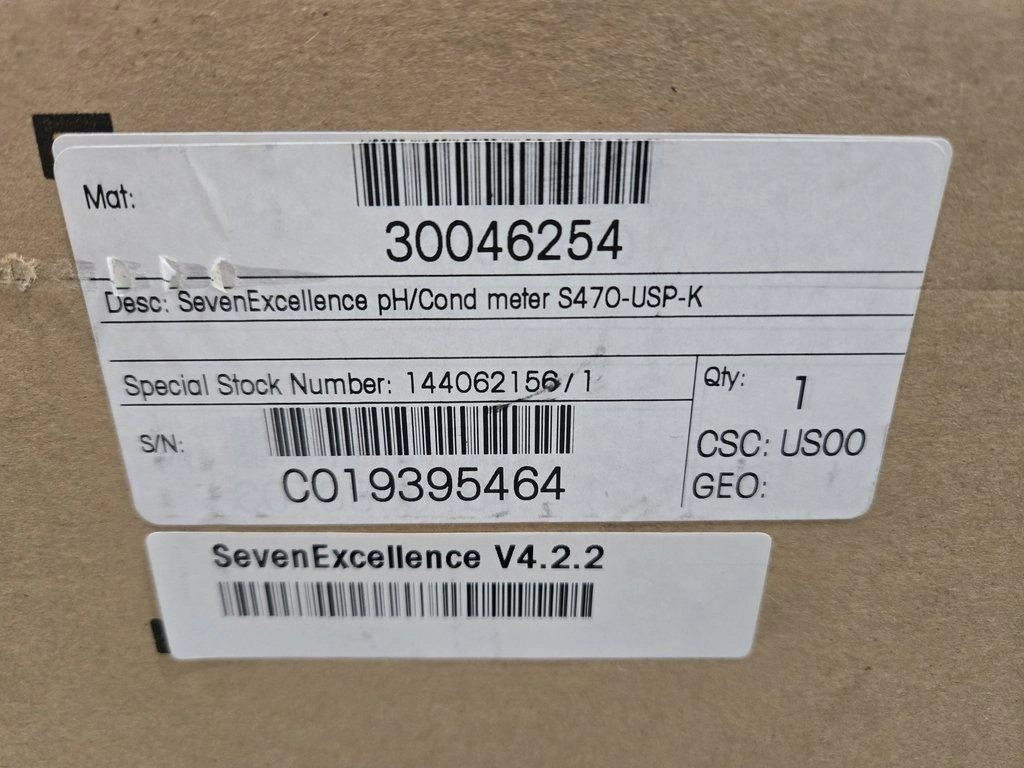 Mat:
30046254
Desc: SevenExcellence pH/Cond meter S470-USP-K
Special Stock Number: 144062156/1
Qty: 1
S/N:
C019395464
CSC: US00
GEO:
SevenExcellence V4.2.2